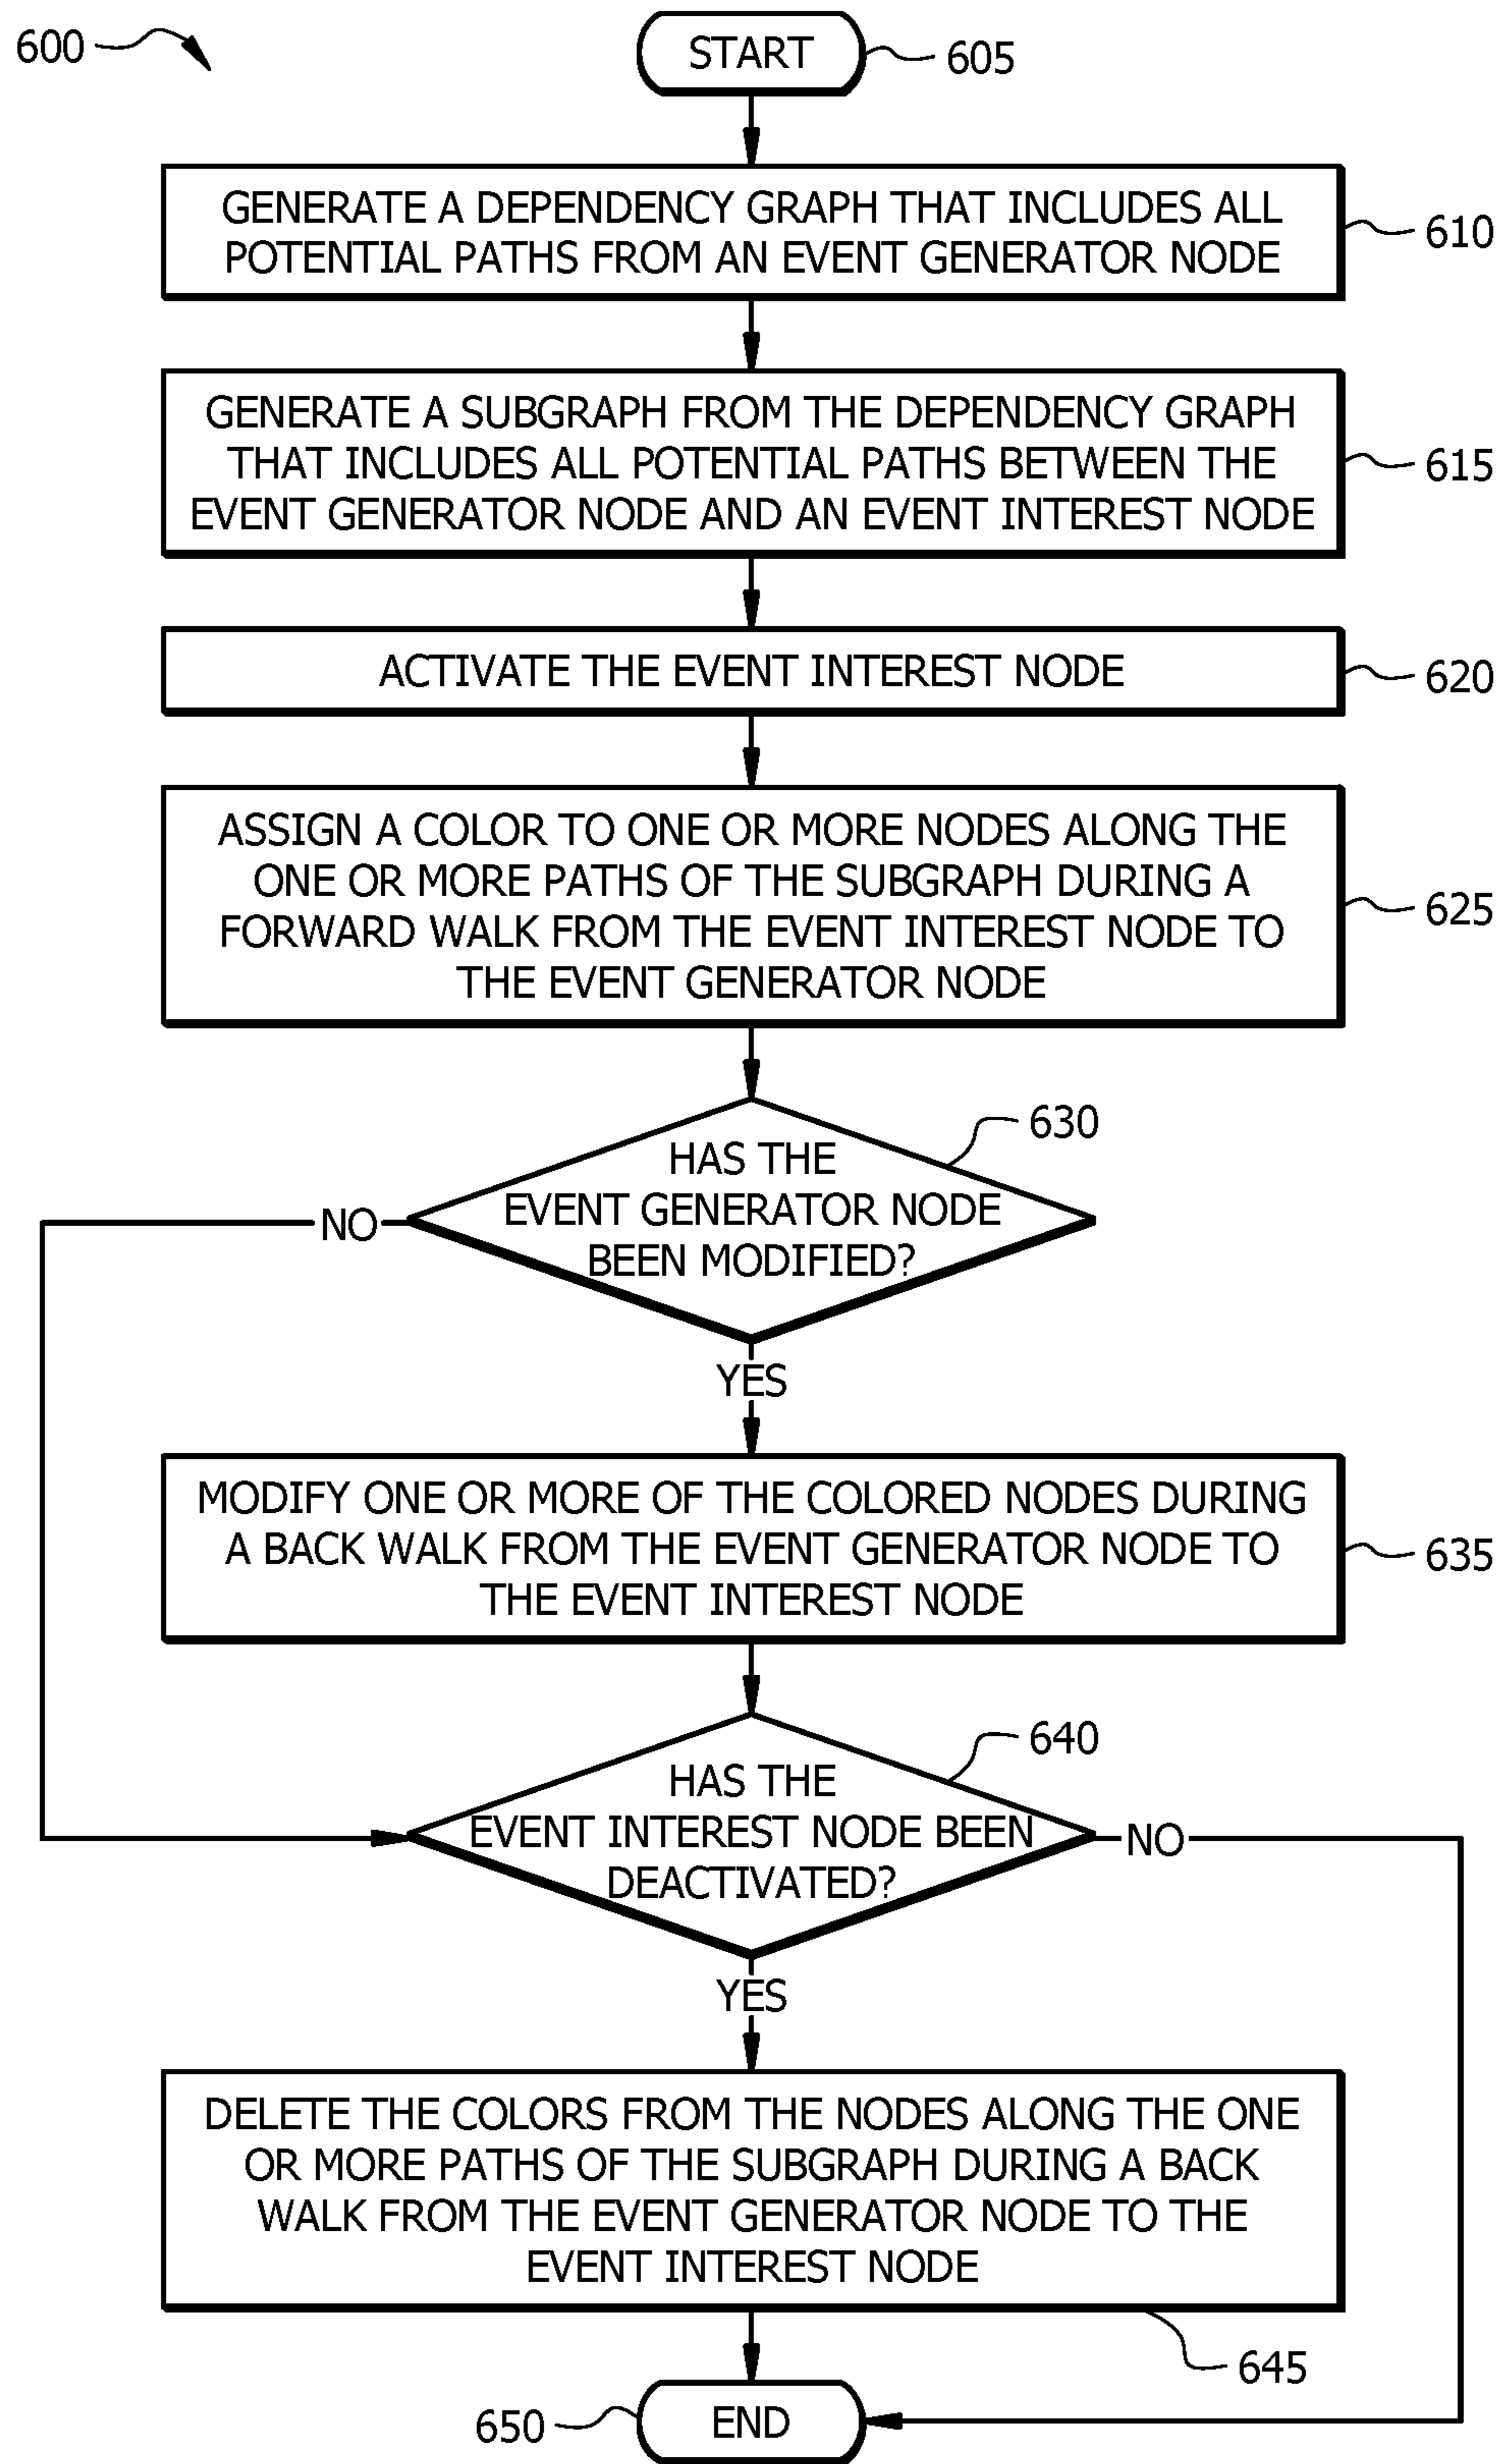 600
START
605
GENERATE A DEPENDENCY GRAPH THAT INCLUDES ALL
POTENTIAL PATHS FROM AN EVENT GENERATOR NODE
610
GENERATE A SUBGRAPH FROM THE DEPENDENCY GRAPH
THAT INCLUDES ALL POTENTIAL PATHS BETWEEN THE
EVENT GENERATOR NODE AND AN EVENT INTEREST NODE
615
ACTIVATE THE EVENT INTEREST NODE
620
ASSIGN A COLOR TO ONE OR MORE NODES ALONG THE
ONE OR MORE PATHS OF THE SUBGRAPH DURING A
FORWARD WALK FROM THE EVENT INTEREST NODE TO
THE EVENT GENERATOR NODE
625
630
HAS THE
EVENT GENERATOR NODE
BEEN MODIFIED?
NO
YES
MODIFY ONE OR MORE OF THE COLORED NODES DURING
A BACK WALK FROM THE EVENT GENERATOR NODE TO
THE EVENT INTEREST NODE
635
640
HAS THE
EVENT INTEREST NODE BEEN
DEACTIVATED?
NO
YES
DELETE THE COLORS FROM THE NODES ALONG THE ONE
OR MORE PATHS OF THE SUBGRAPH DURING A BACK
WALK FROM THE EVENT GENERATOR NODE TO THE
EVENT INTEREST NODE
645
650
END